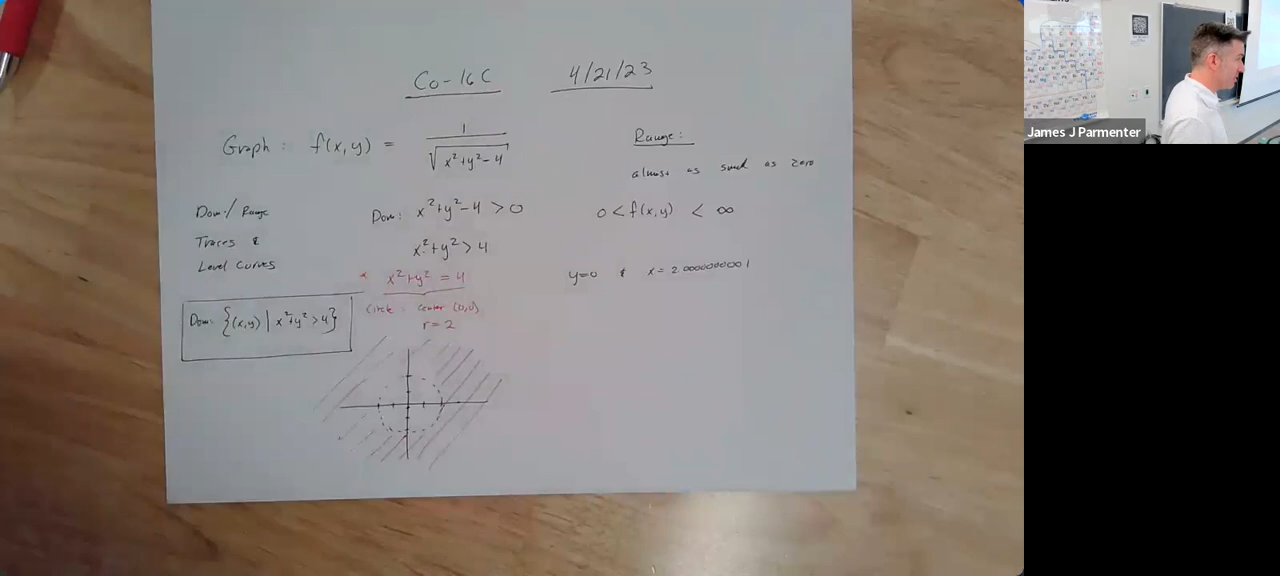 Co-16C 4/21/23
Graph: f(x,y) = 1/√(x²+y²-4)
Range:
almost as small as zero
Dom/Range
Traces &
Level Curves
Dom: x²+y²-4 > 0
x²+y² > 4
* x²+y² = 4
Circle: center (0,0)
r=2
0 < f(x,y) < ∞
y=0 & x= 2.0000000001
Dom: {(x,y) | x²+y²>4}
James J Parmenter